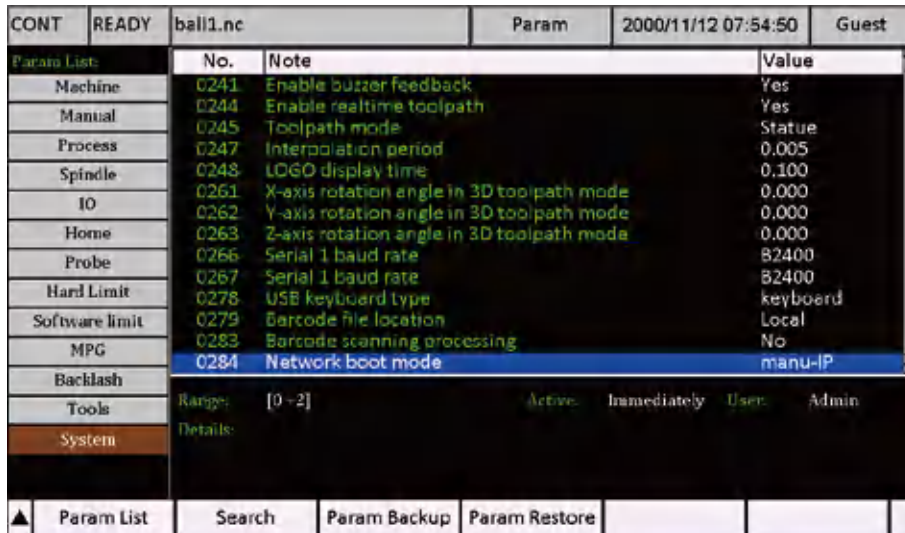 CONT READY ball1.nc Param 2000/11/12 07:54:50 Guest
Param List: No. Note Value
Machine
Manual
Process
Spindle
IO
Home
Probe
Hard Limit
Software limit
MPG
Backlash
Tools
System
0241 Enable buzzer feedback Yes
0244 Enable realtime toolpath Yes
0245 Toolpath mode Statue
0247 Interpolation period 0.005
0248 LOGO display time 0.100
0261 X-axis rotation angle in 3D toolpath mode 0.000
0262 Y-axis rotation angle in 3D toolpath mode 0.000
0263 Z-axis rotation angle in 3D toolpath mode 0.000
0266 Serial 1 baud rate B2400
0267 Serial 1 baud rate B2400
0278 USB keyboard type keyboard
0279 Barcode file location Local
0283 Barcode scanning processing No
0284 Network boot mode manu-IP
Range: [0~2] Active: Immediately User: Admin
Details:
▲ Param List Search Param Backup Param Restore